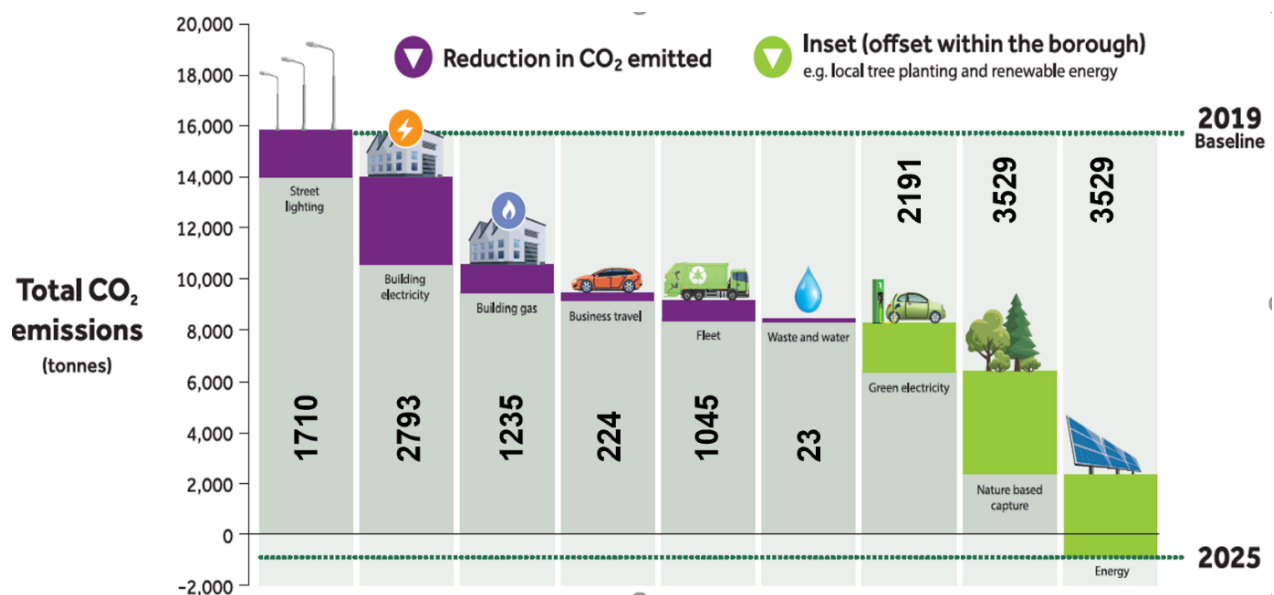 20,000
18,000
16,000
14,000
12,000
10,000
8,000
6,000
4,000
2,000
0
−2,000
Total CO₂
emissions
(tonnes)
Reduction in CO₂ emitted
Inset (offset within the borough)
e.g. local tree planting and renewable energy
2019
Baseline
2025
Street
lighting
1710
Building
electricity
2793
Building gas
1235
Business travel
224
Fleet
1045
Waste and water
23
2191
Green electricity
3529
Nature based
capture
3529
Energy